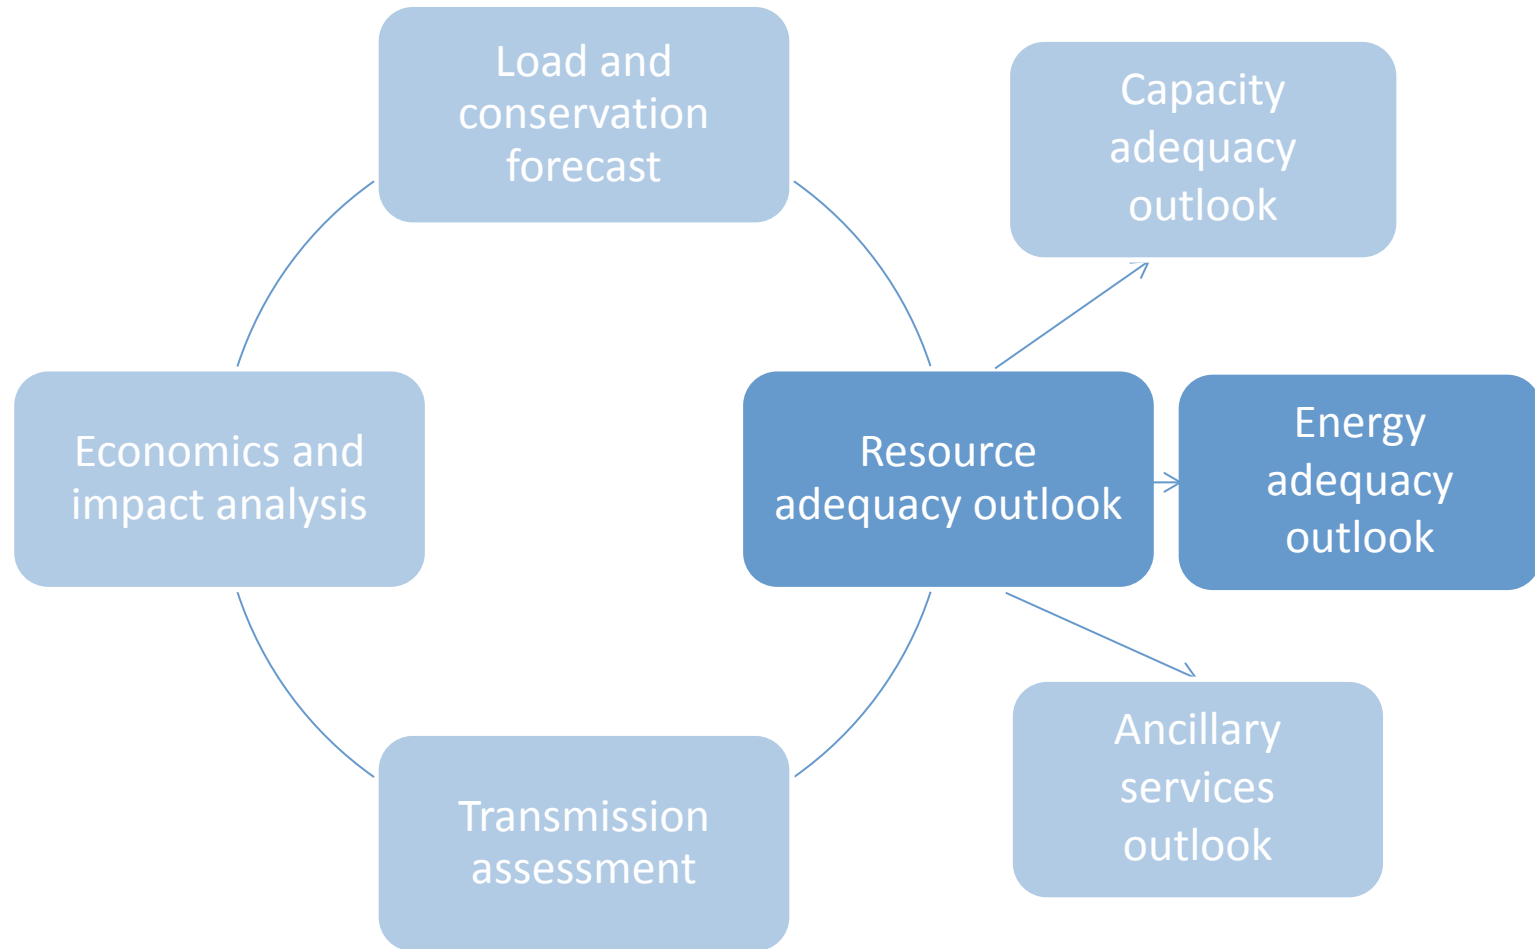 Load and
conservation
forecast
Capacity
adequacy
outlook
Economics and
impact analysis
Resource
adequacy outlook
Energy
adequacy
outlook
Transmission
assessment
Ancillary
services
outlook